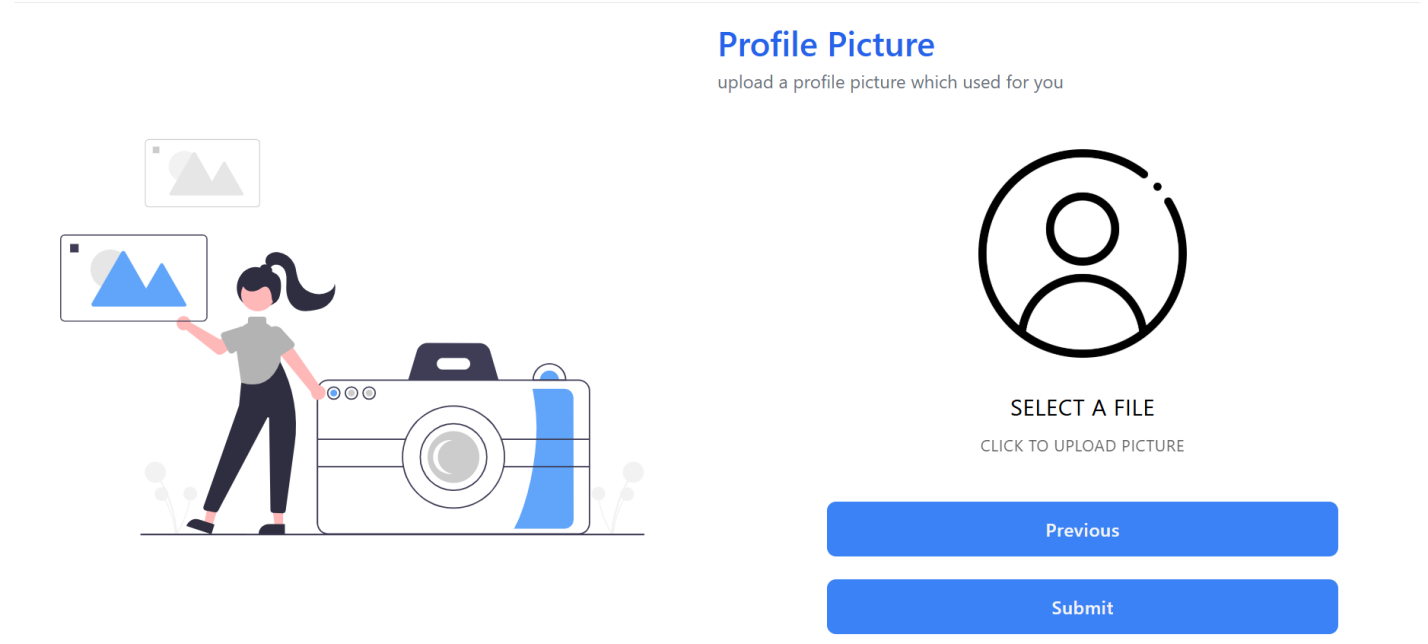 Profile Picture
upload a profile picture which used for you
SELECT A FILE
CLICK TO UPLOAD PICTURE
Previous
Submit